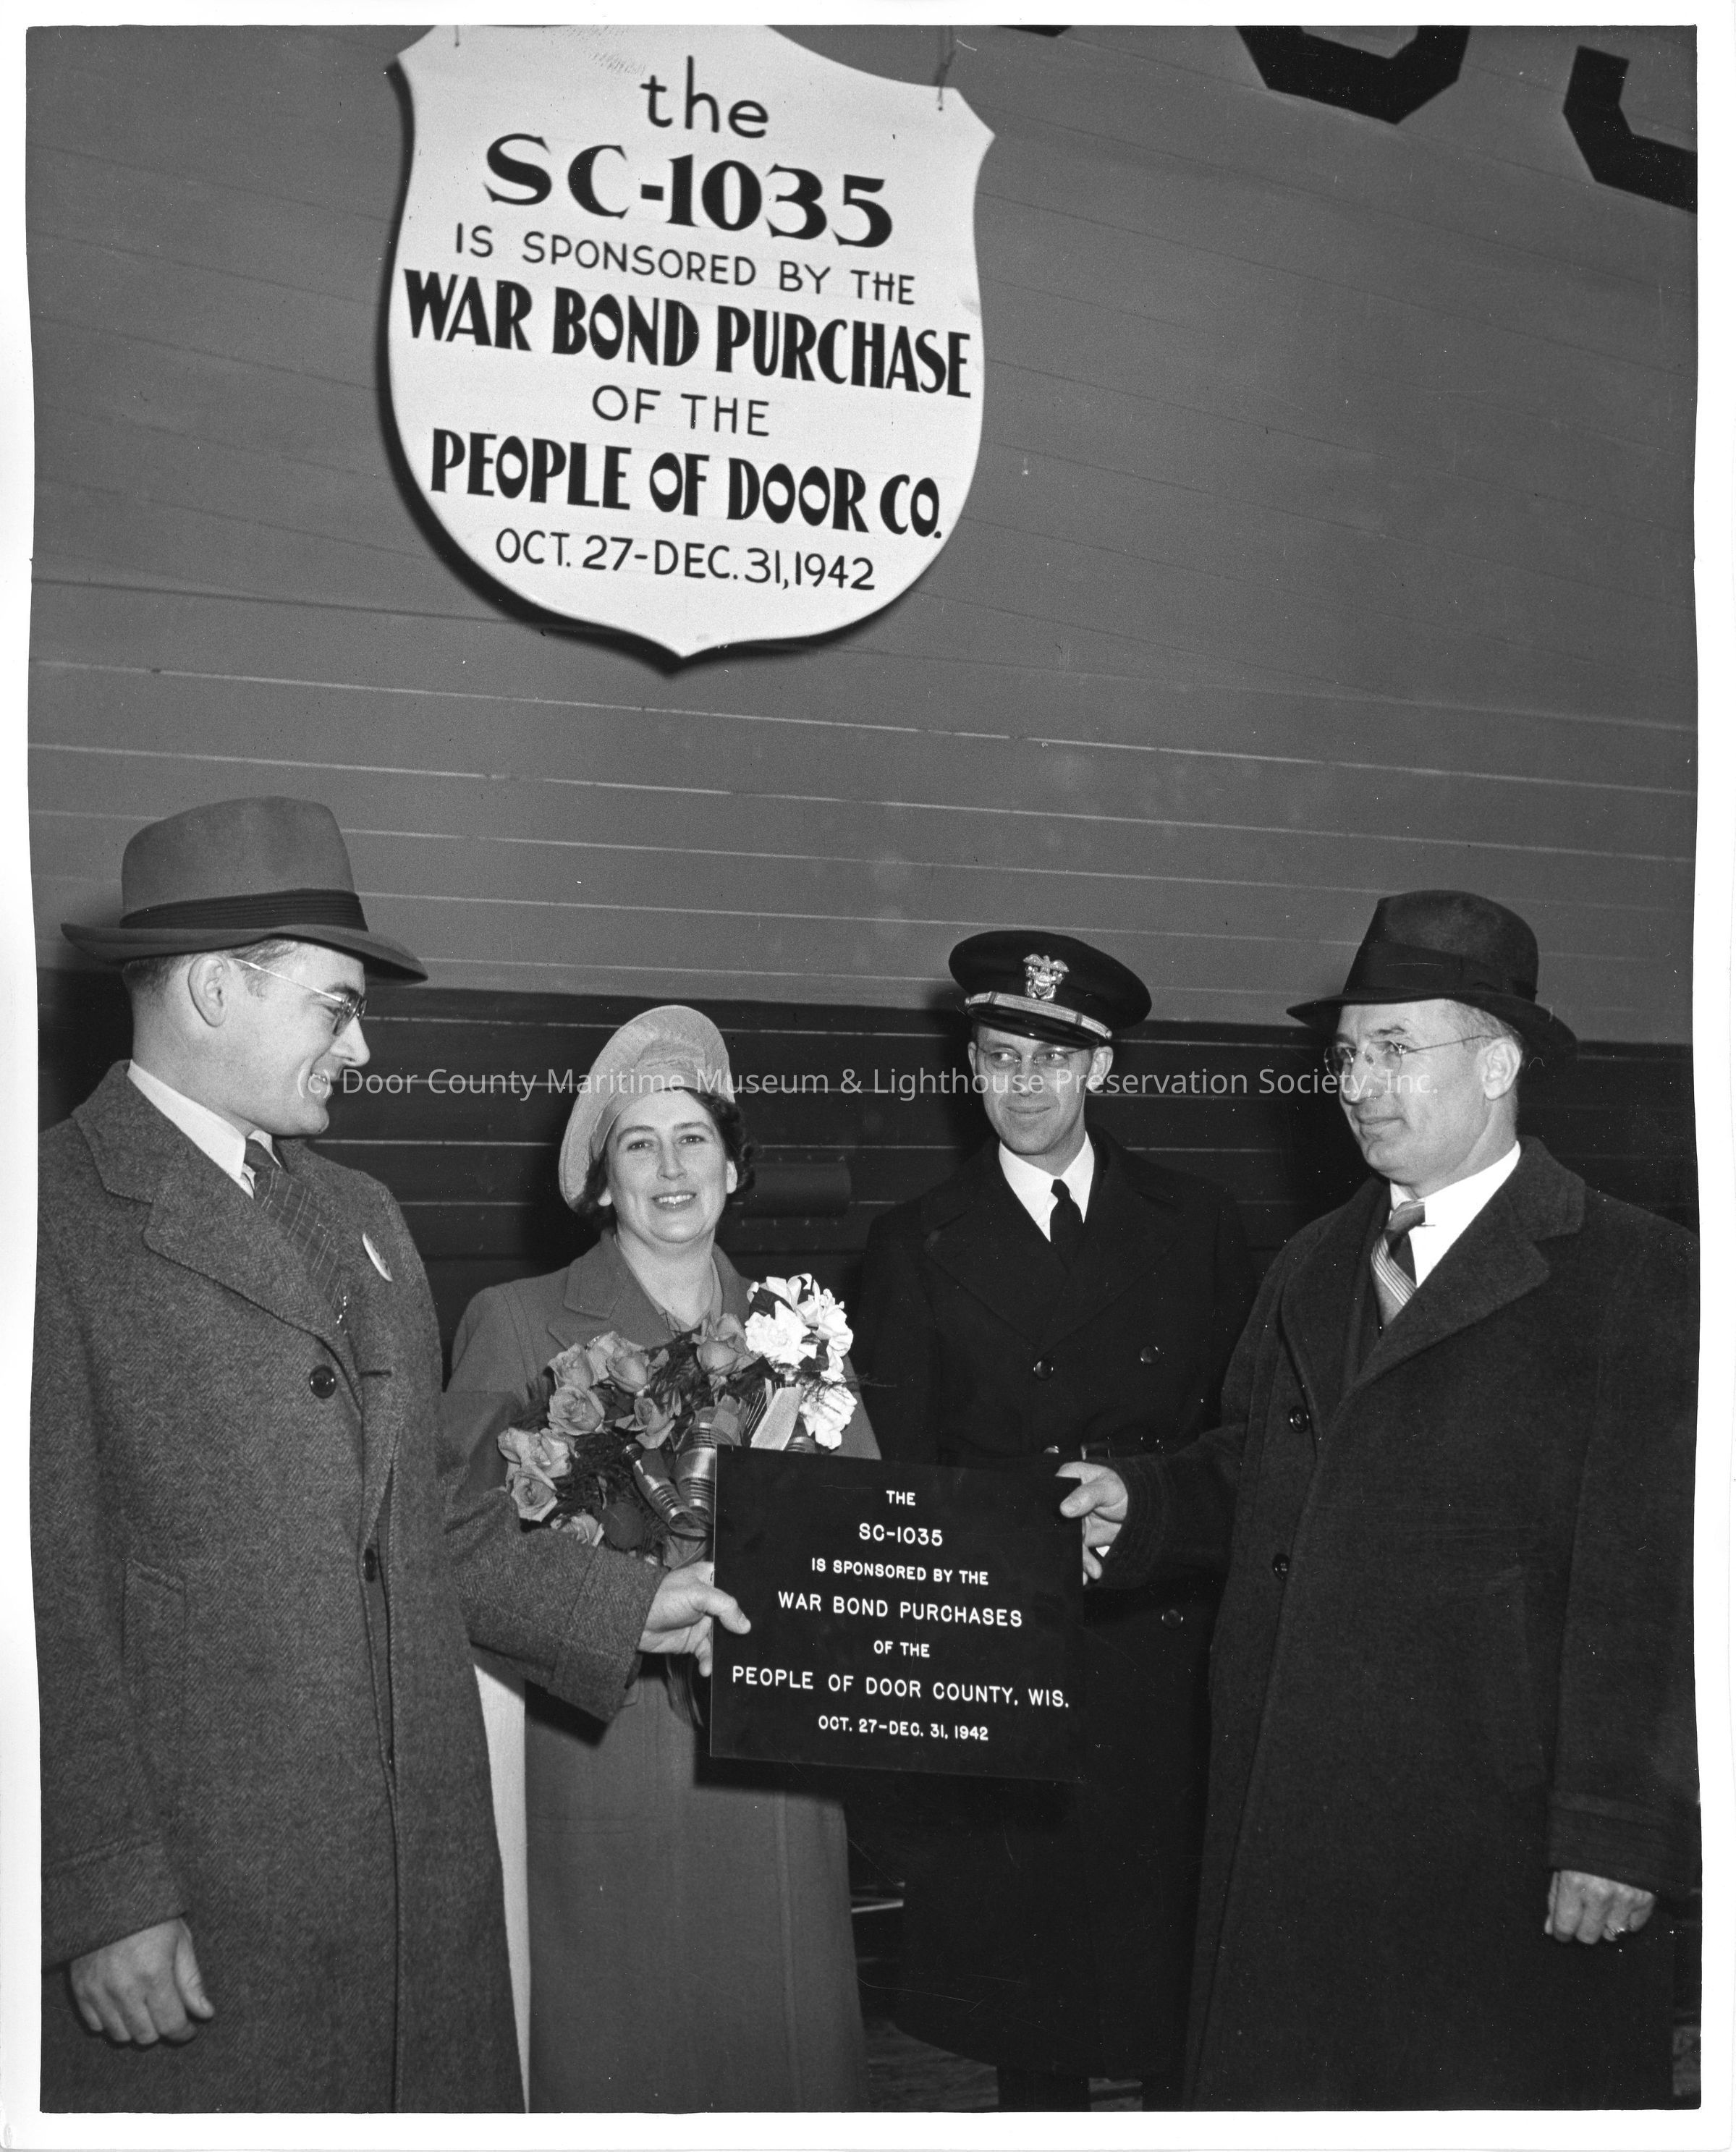 the
SC-1035
IS SPONSORED BY THE
WAR BOND PURCHASE
OF THE
PEOPLE OF DOOR CO.
OCT. 27-DEC. 31, 1942
(c) Door County Maritime Museum & Lighthouse Preservation Society, Inc.
THE
SC-1035
IS SPONSORED BY THE
WAR BOND PURCHASES
OF THE
PEOPLE OF DOOR COUNTY, WIS.
OCT. 27-DEC. 31, 1942